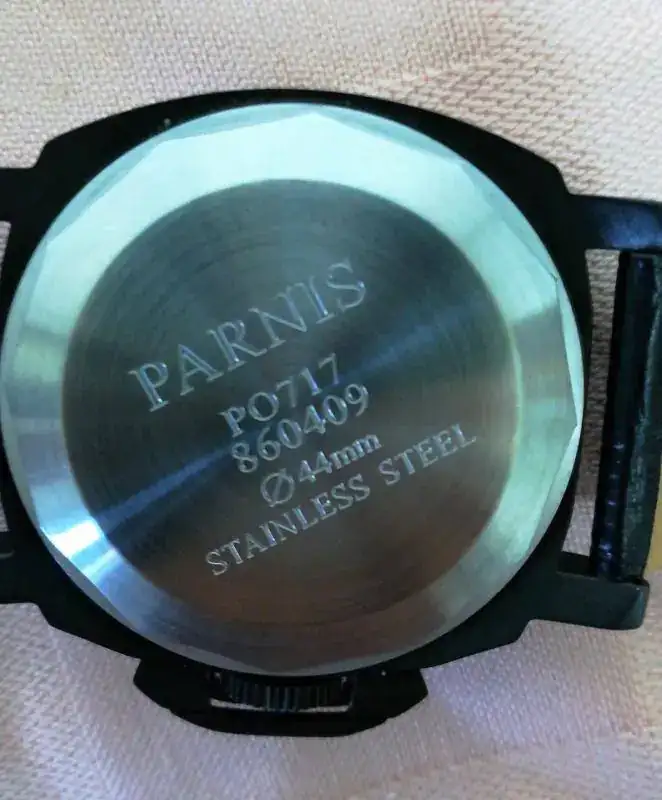 PARNIS
PO717
860409
Ø44mm
STAINLESS STEEL